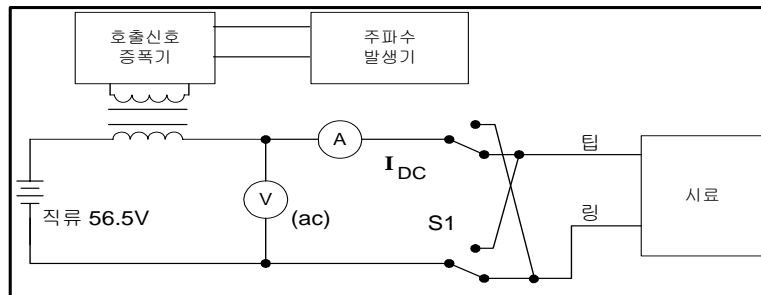 호출신호
증폭기
주파수
발생기
A
I DC
팁
V
(ac)
직류 56.5V
S1
링
시료